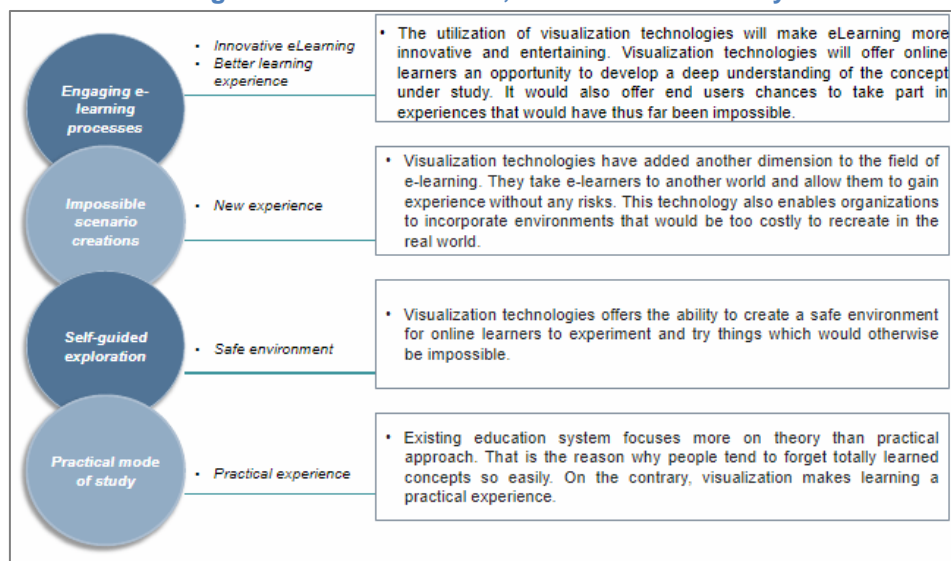 Engaging e-
learning
processes
• Innovative eLearning
• Better learning
experience
• The utilization of visualization technologies will make eLearning more
innovative and entertaining. Visualization technologies will offer online
learners an opportunity to develop a deep understanding of the concept
under study. It would also offer end users chances to take part in
experiences that would have thus far been impossible.
Impossible
scenario
creations
• New experience
• Visualization technologies have added another dimension to the field of
e-learning. They take e-learners to another world and allow them to gain
experience without any risks. This technology also enables organizations
to incorporate environments that would be too costly to recreate in the
real world.
Self-guided
exploration
• Safe environment
• Visualization technologies offers the ability to create a safe environment
for online learners to experiment and try things which would otherwise
be impossible.
Practical mode
of study
• Practical experience
• Existing education system focuses more on theory than practical
approach. That is the reason why people tend to forget totally learned
concepts so easily. On the contrary, visualization makes learning a
practical experience.